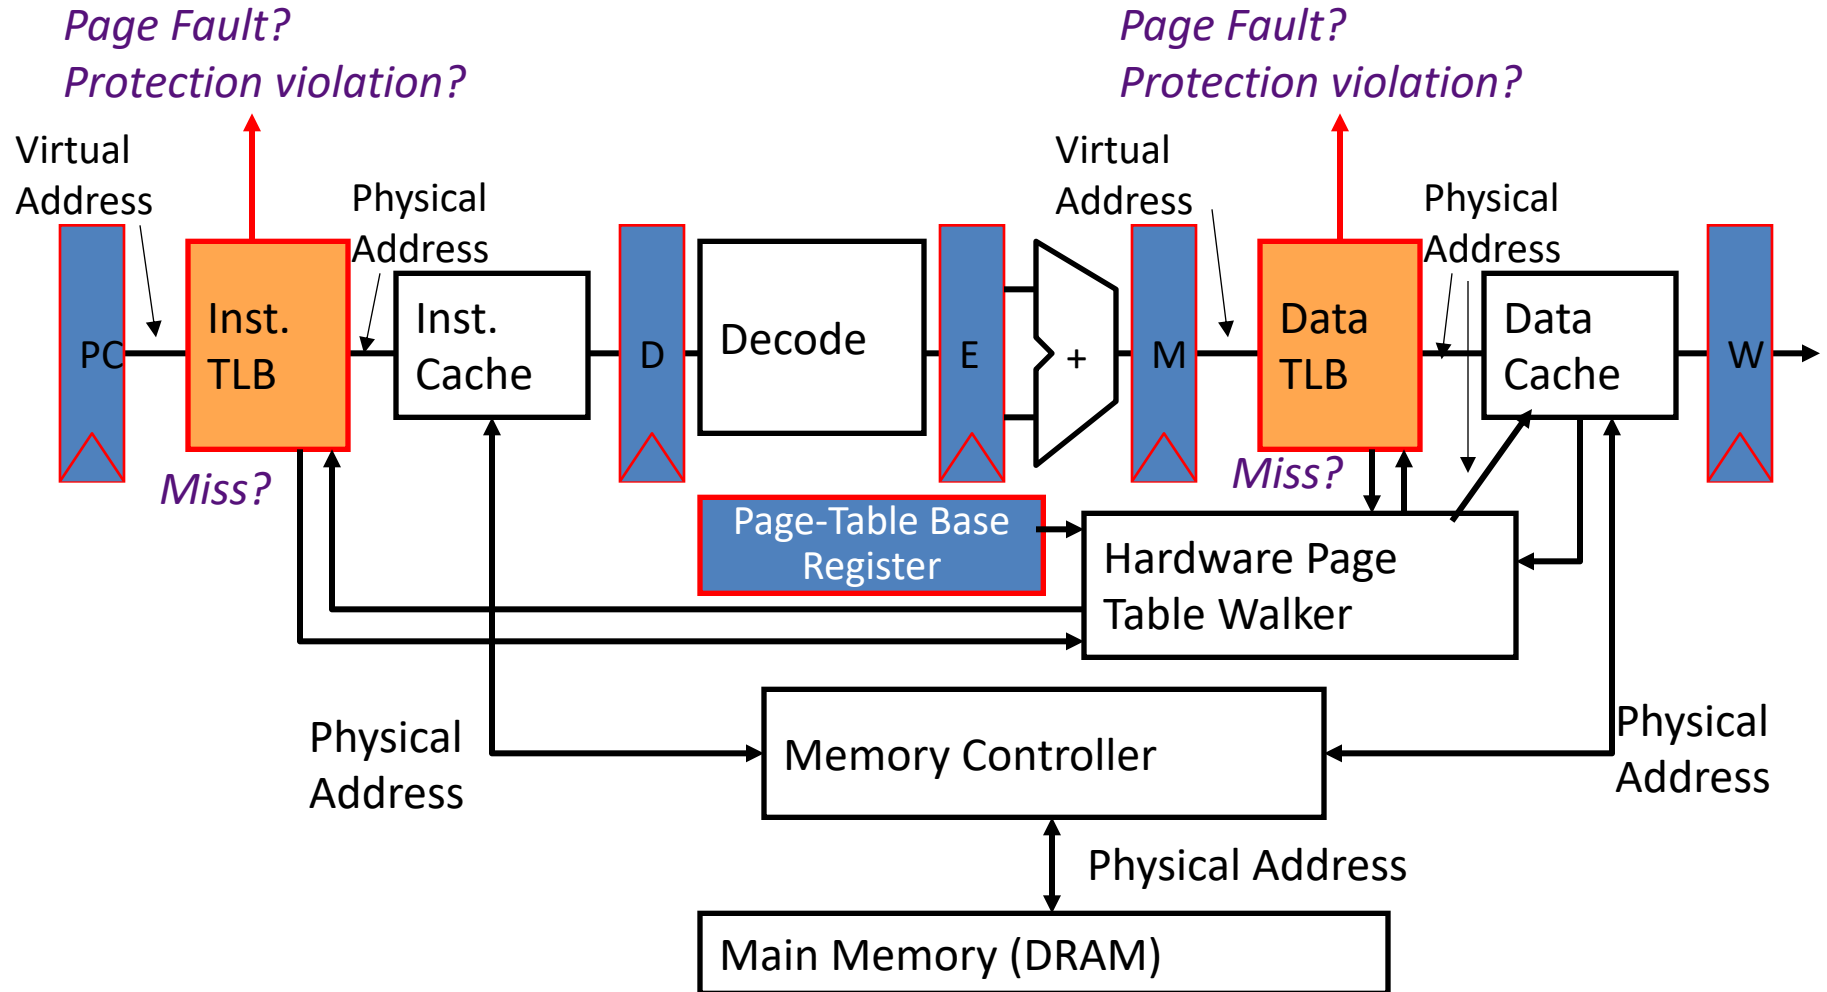 Page Fault?
Protection violation?
Page Fault?
Protection violation?
Virtual
Address
Physical
Address
Virtual
Address
Physical
Address
PC
Inst.
TLB
Inst.
Cache
D
Decode
E
+
M
Data
TLB
Data
Cache
W
Miss?
Miss?
Page-Table Base
Register
Hardware Page
Table Walker
Physical
Address
Memory Controller
Physical
Address
Physical Address
Main Memory (DRAM)